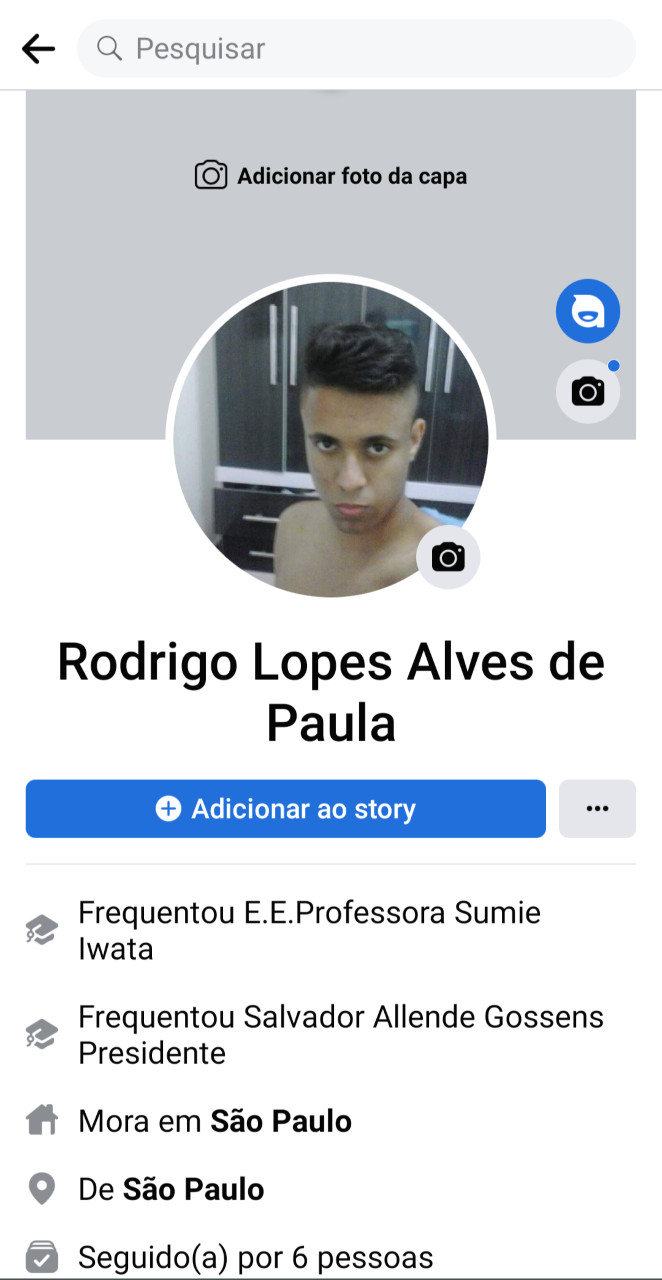 Pesquisar
Adicionar foto da capa
Rodrigo Lopes Alves de
Paula
Adicionar ao story
Frequentou E.E.Professora Sumie
Iwata
Frequentou Salvador Allende Gossens
Presidente
Mora em São Paulo
De São Paulo
Seguido(a) por 6 pessoas